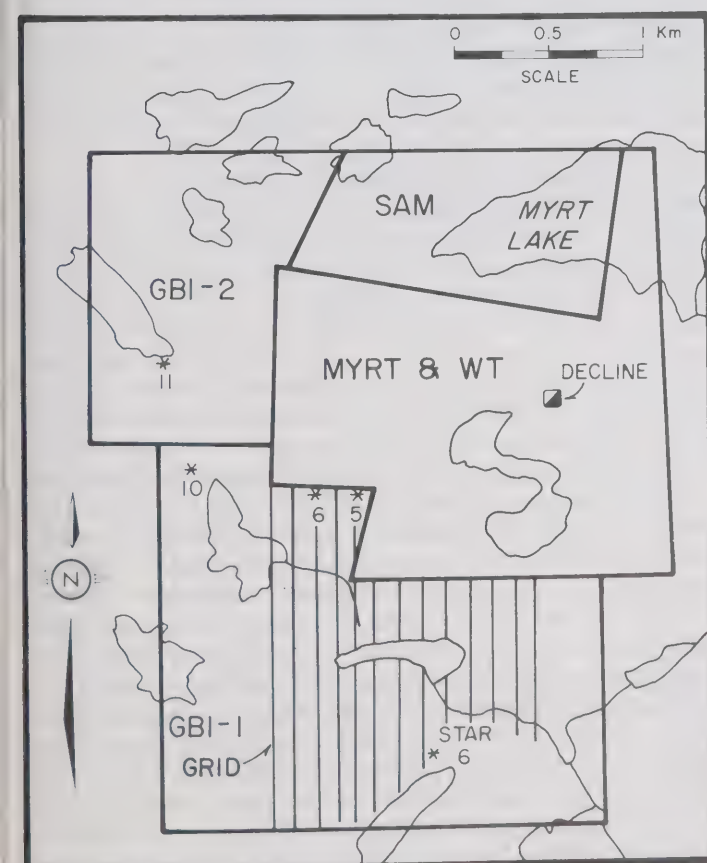 0 0.5 1 Km
SCALE
SAM
MYRT
LAKE
GBI-2
* 11
MYRT & WT
DECLINE
* 10
* 6
* 5
N
GBI-1
GRID
STAR
* 6